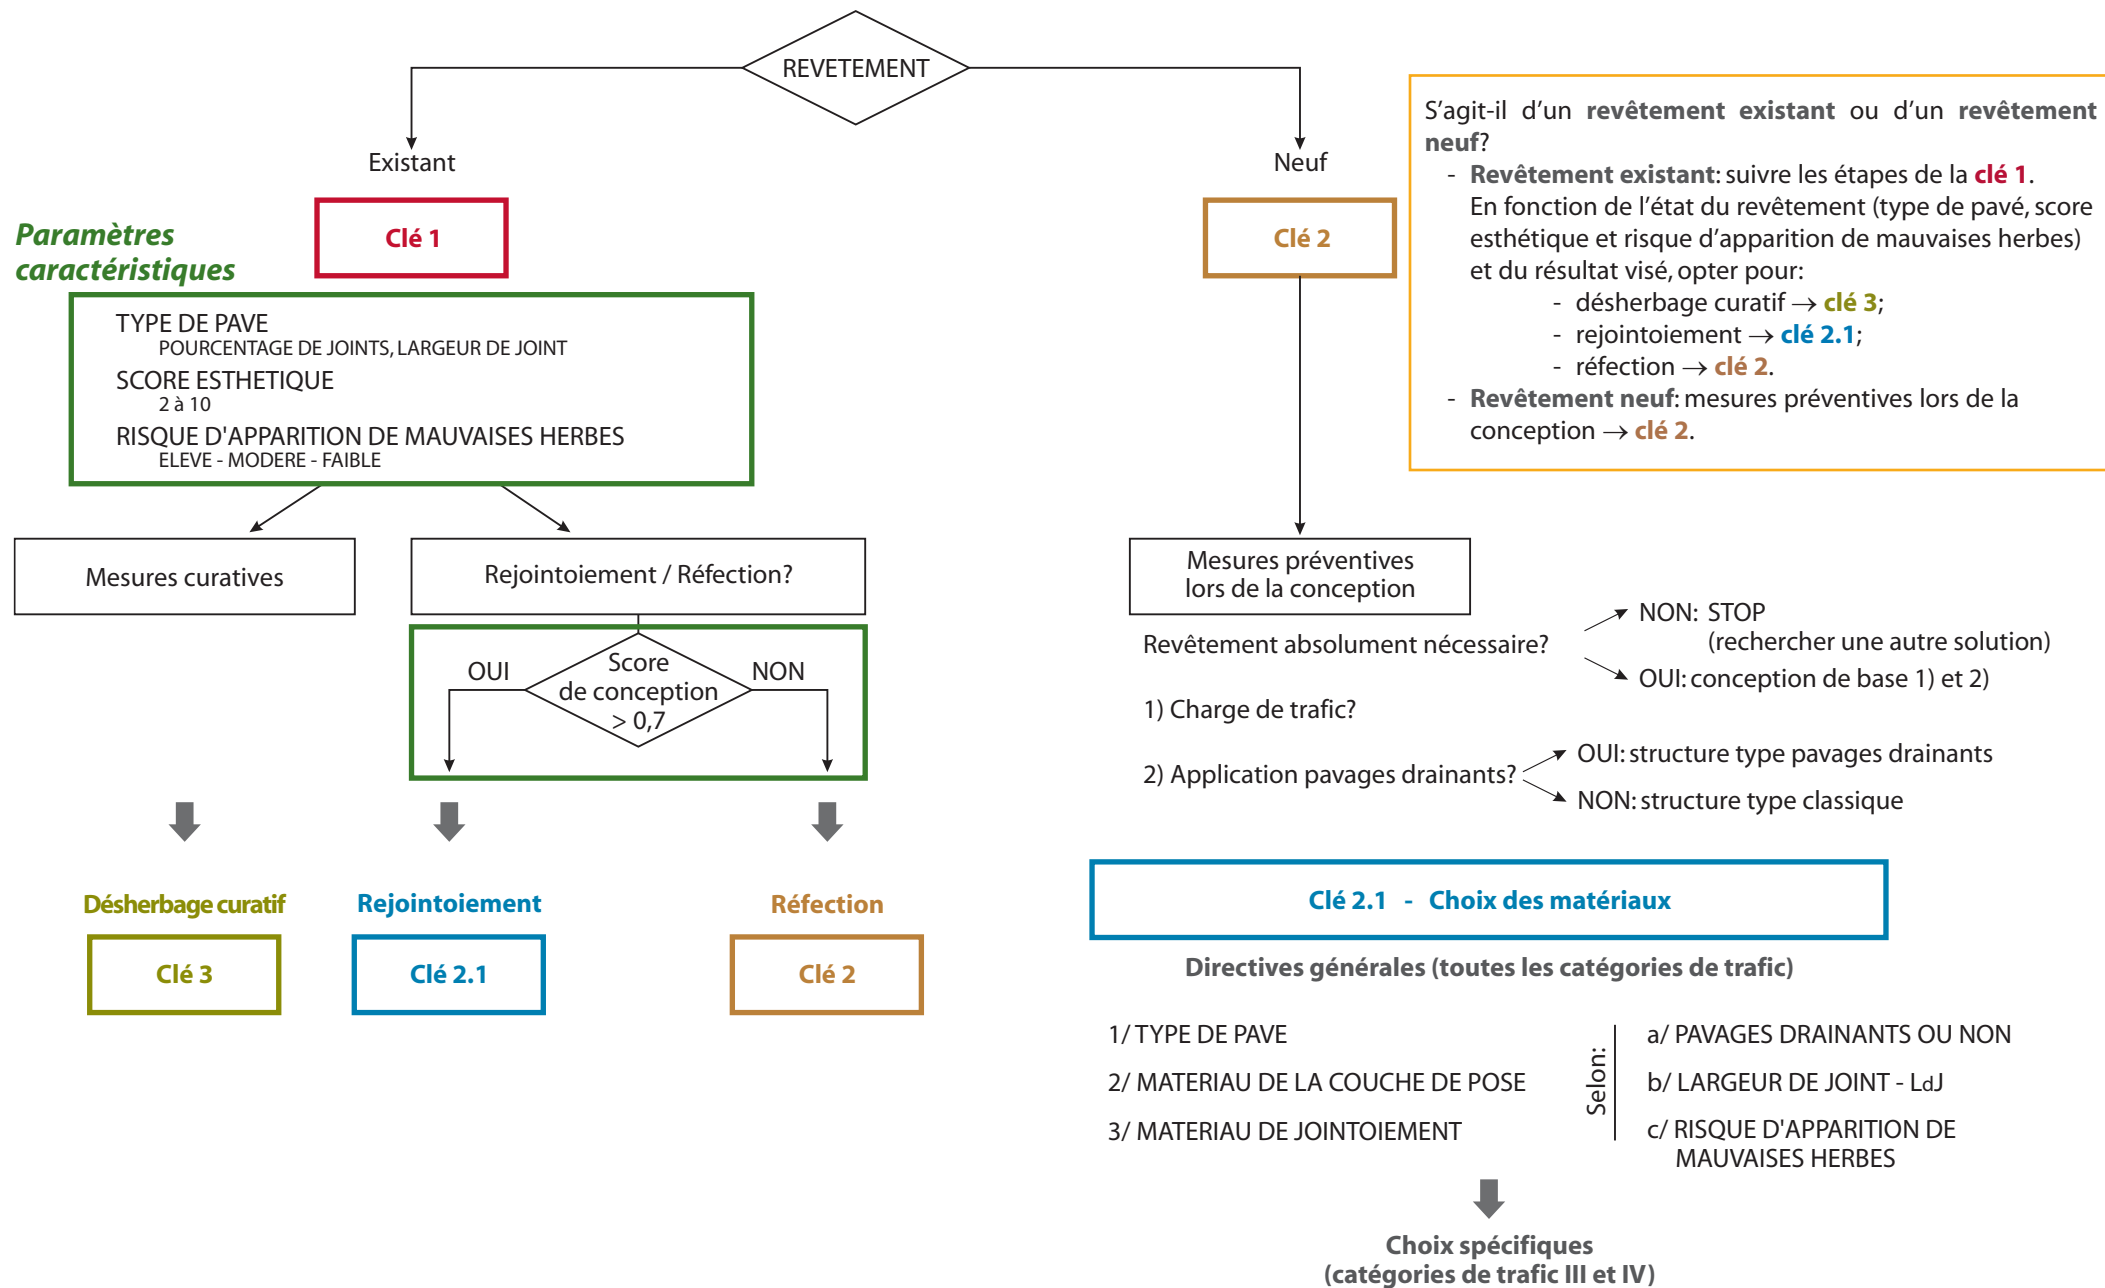 REVETEMENT
Existant
Neuf
Clé 1
Clé 2
S’agit-il d’un revêtement existant ou d’un revêtement
neuf?
- Revêtement existant: suivre les étapes de la clé 1.
En fonction de l’état du revêtement (type de pavé, score
esthétique et risque d’apparition de mauvaises herbes)
et du résultat visé, opter pour:
- désherbage curatif → clé 3;
- rejointoiement → clé 2.1;
- réfection → clé 2.
- Revêtement neuf: mesures préventives lors de la
conception → clé 2.
Paramètres
caractéristiques
TYPE DE PAVE
POURCENTAGE DE JOINTS, LARGEUR DE JOINT
SCORE ESTHETIQUE
2 à 10
RISQUE D'APPARITION DE MAUVAISES HERBES
ELEVE - MODERE - FAIBLE
Mesures curatives
Rejointoiement / Réfection?
OUI
Score
de conception
> 0,7
NON
Désherbage curatif
Rejointoiement
Réfection
Clé 3
Clé 2.1
Clé 2
Mesures préventives
lors de la conception
Revêtement absolument nécessaire?
NON: STOP
(rechercher une autre solution)
OUI: conception de base 1) et 2)
1) Charge de trafic?
2) Application pavages drainants?
OUI: structure type pavages drainants
NON: structure type classique
Clé 2.1 - Choix des matériaux
Directives générales (toutes les catégories de trafic)
1/ TYPE DE PAVE
2/ MATERIAU DE LA COUCHE DE POSE
3/ MATERIAU DE JOINTOIEMENT
Selon:
a/ PAVAGES DRAINANTS OU NON
b/ LARGEUR DE JOINT - LdJ
c/ RISQUE D'APPARITION DE
MAUVAISES HERBES
Choix spécifiques
(catégories de trafic III et IV)